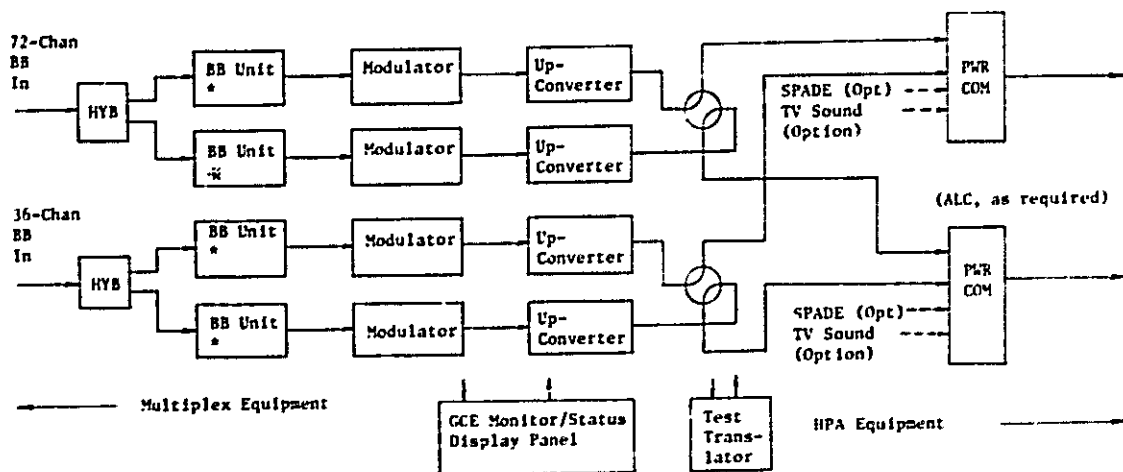 72-Chan
BB
In
HYB
BB Unit
*
Modulator
Up-
Converter
BB Unit
*
Modulator
Up-
Converter
SPADE (Opt)
TV Sound
(Option)
PWR
COM
(ALC, as required)
36-Chan
BB
In
HYB
BB Unit
*
Modulator
Up-
Converter
BB Unit
*
Modulator
Up-
Converter
SPADE (Opt)
TV Sound
(Option)
PWR
COM
Multiplex Equipment
GCE Monitor/Status
Display Panel
Test
Trans-
lator
HPA Equipment